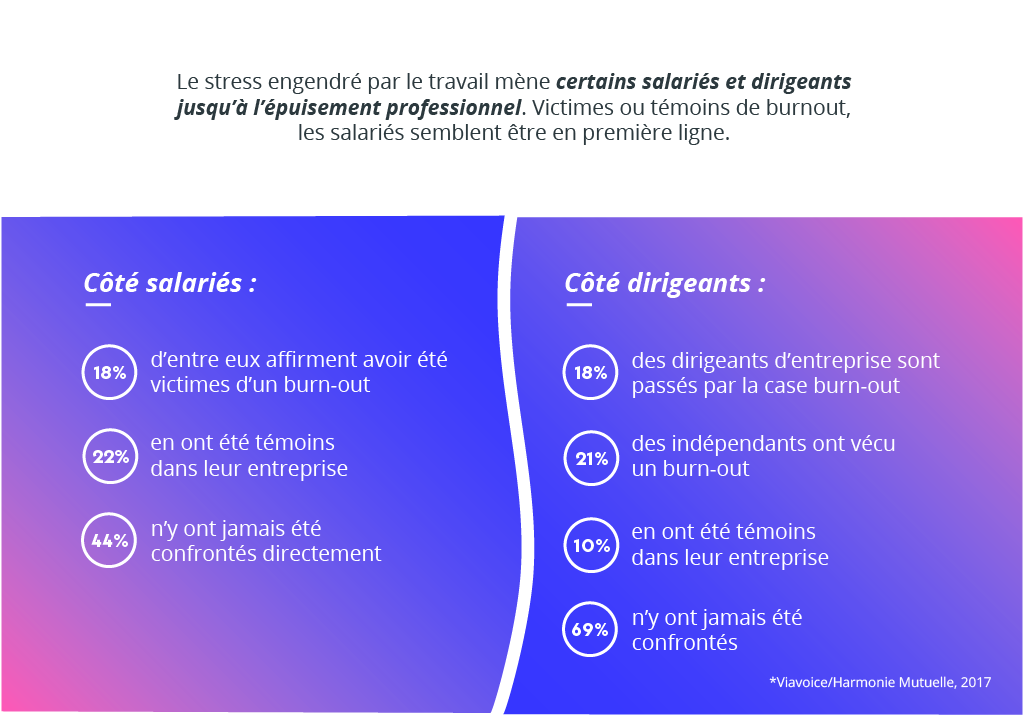 Le stress engendré par le travail mène certains salariés et dirigeants
jusqu’à l’épuisement professionnel. Victimes ou témoins de burnout,
les salariés semblent être en première ligne.
Côté salariés :
18%
d’entre eux affirment avoir été
victimes d’un burn-out
22%
en ont été témoins
dans leur entreprise
44%
n’y ont jamais été
confrontés directement
Côté dirigeants :
18%
des dirigeants d’entreprise sont
passés par la case burn-out
21%
des indépendants ont vécu
un burn-out
10%
en ont été témoins
dans leur entreprise
69%
n’y ont jamais été
confrontés
*Viavoice/Harmonie Mutuelle, 2017